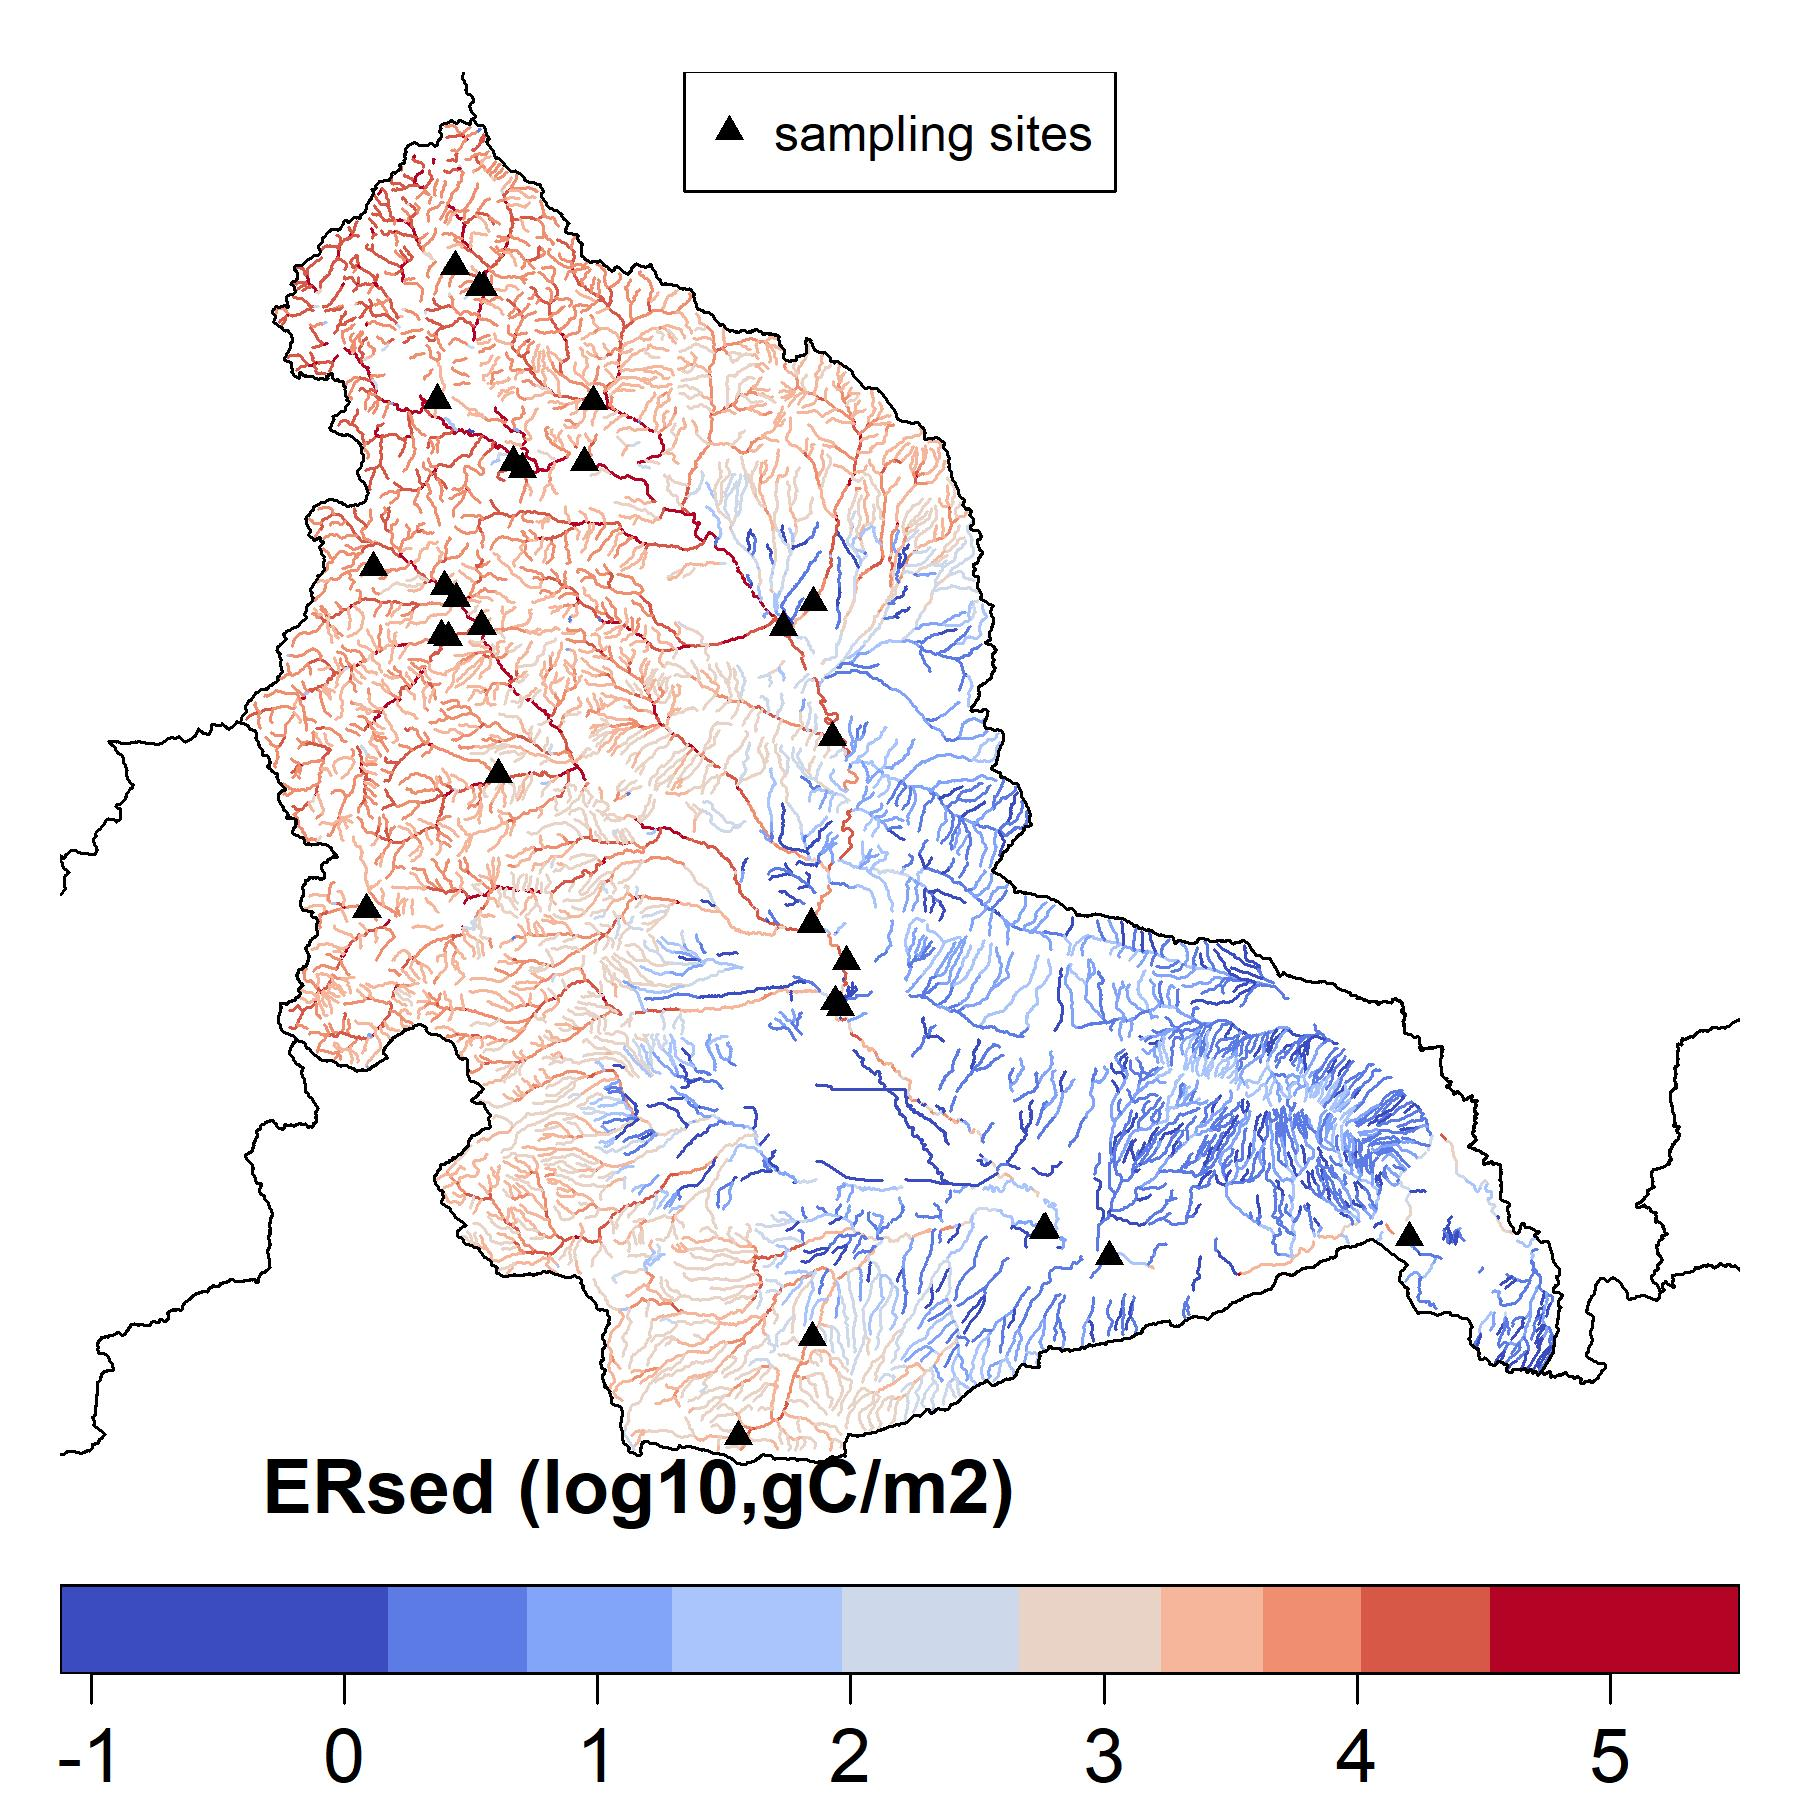 sampling sites
ERsed (log10,gC/m2)
-1 0 1 2 3 4 5